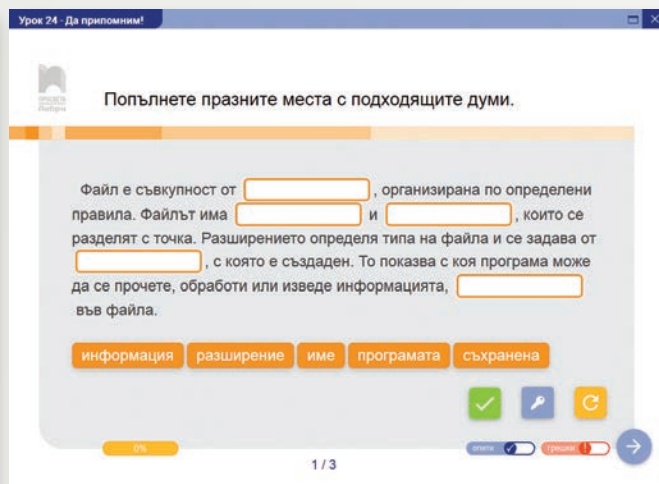 Урок 24 - Да припомним!
Попълнете празните места с подходящите думи.
Файл е съвкупност от , организирана по определени
правила. Файлът има и , които се
разделят с точка. Разширението определя типа на файла и се задава от
, с която е създаден. То показва с коя програма може
да се прочете, обработи или изведе информацията,
във файла.
информация разширение име програмата съхранена
0%
опити грешки
1 / 3